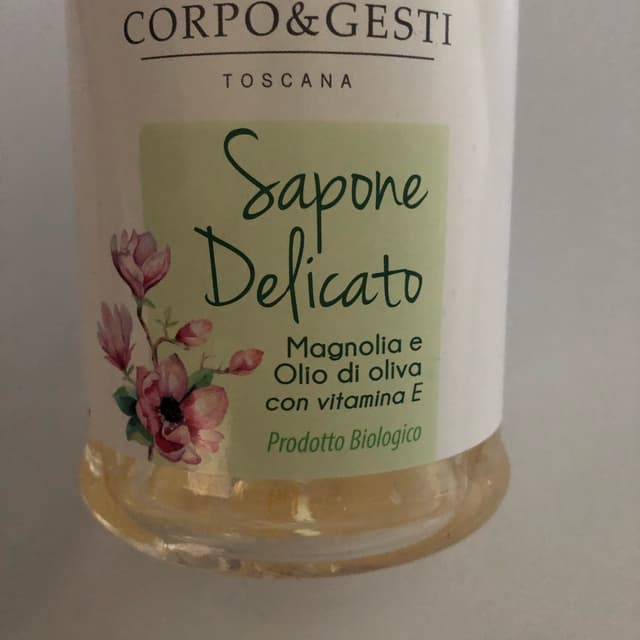 CORPO&GESTI
TOSCANA
Sapone
Delicato
Magnolia e
Olio di oliva
con vitamina E
Prodotto Biologico